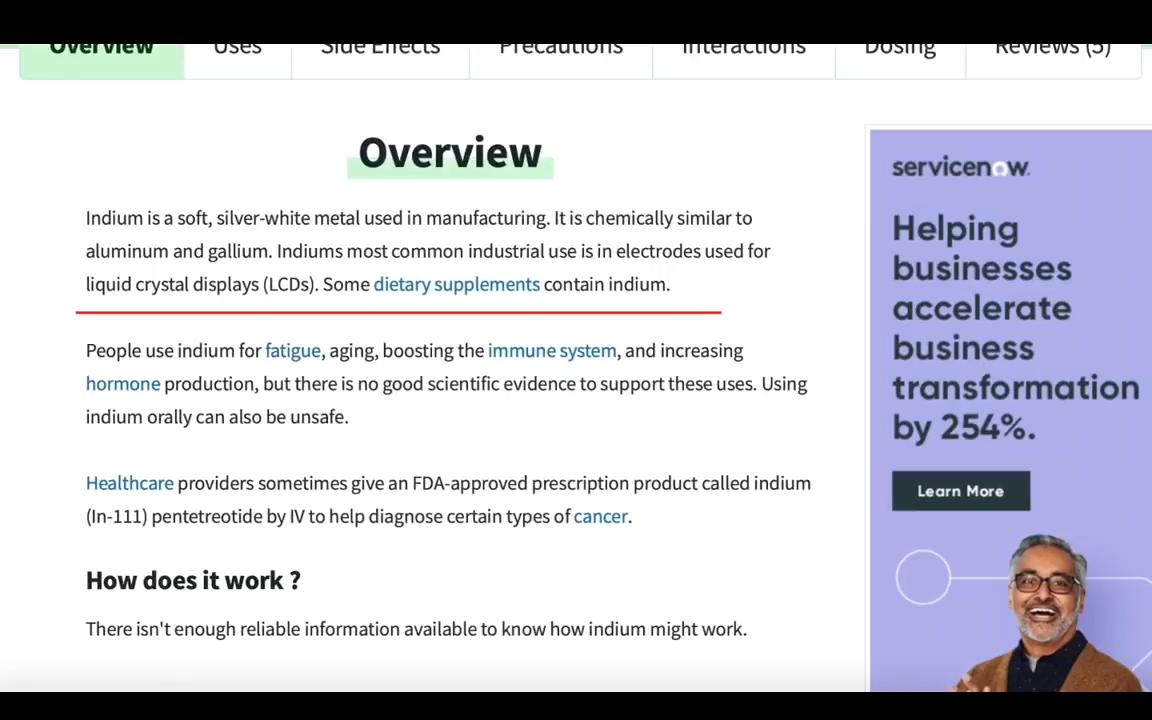 Overview Uses Side Effects Precautions Interactions Dosing Reviews (5)
Overview
Indium is a soft, silver-white metal used in manufacturing. It is chemically similar to
aluminum and gallium. Indiums most common industrial use is in electrodes used for
liquid crystal displays (LCDs). Some dietary supplements contain indium.
People use indium for fatigue, aging, boosting the immune system, and increasing
hormone production, but there is no good scientific evidence to support these uses. Using
indium orally can also be unsafe.
Healthcare providers sometimes give an FDA-approved prescription product called indium
(In-111) pentetreotide by IV to help diagnose certain types of cancer.
How does it work ?
There isn't enough reliable information available to know how indium might work.
servicenow.
Helping
businesses
accelerate
business
transformation
by 254%.
Learn More